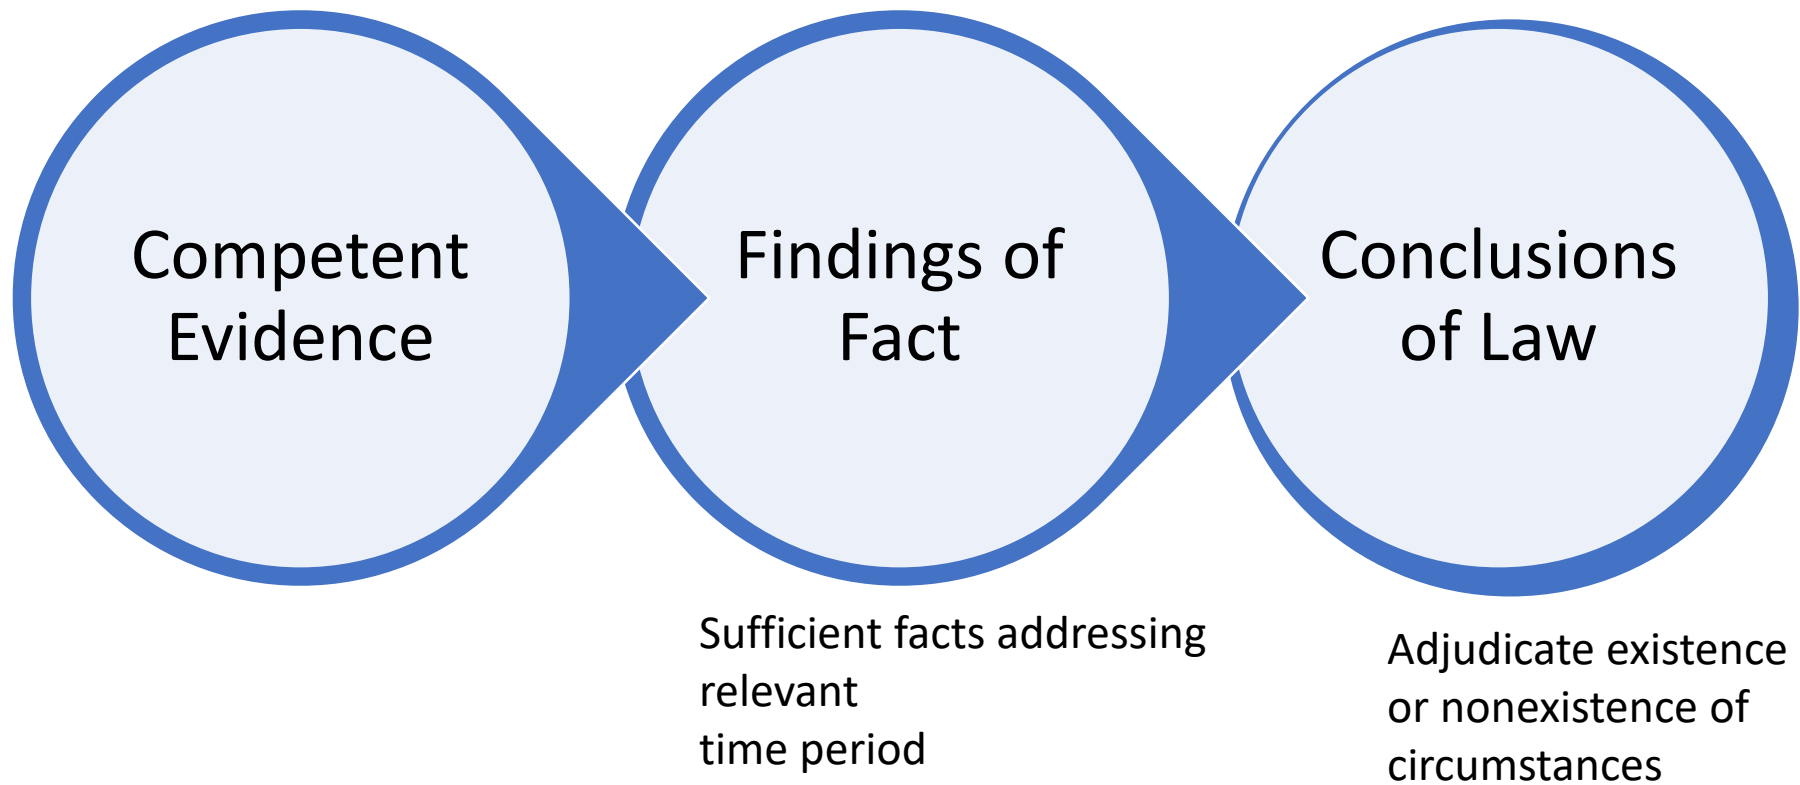 Competent
Evidence
Findings of
Fact
Conclusions
of Law
Sufficient facts addressing
relevant
time period
Adjudicate existence
or nonexistence of
circumstances